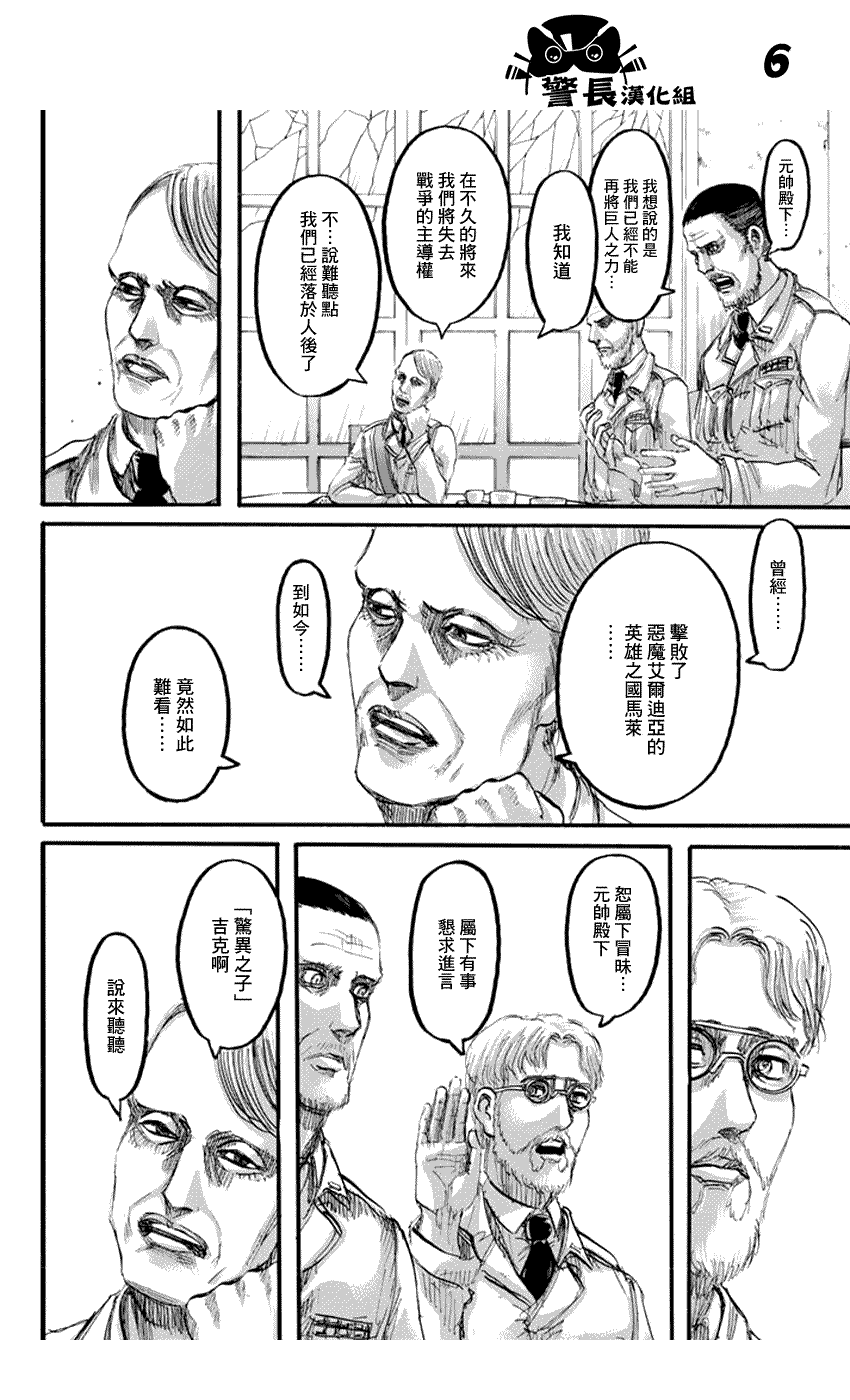 警長漢化組
6
元帥殿下…
我想說的是
我們已經不能
再將巨人之力…
我知道
在不久的將來
我們將失去
戰爭的主導權
不…說難聽點
我們已經落於人後了
曾經……
擊敗了
惡魔艾爾迪亞的
英雄之國馬萊
……
到如今……
竟然如此
難看……
恕屬下冒昧…
元帥殿下
屬下有事
懇求進言
「驚異之子」
吉克啊
說來聽聽